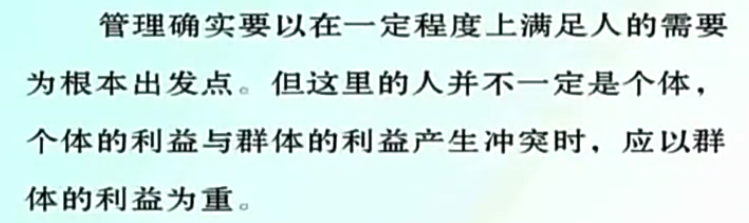 管理确实要以在一定程度上满足人的需要
为根本出发点。但这里的人并不一定是个体，
个体的利益与群体的利益产生冲突时，应以群
体的利益为重。